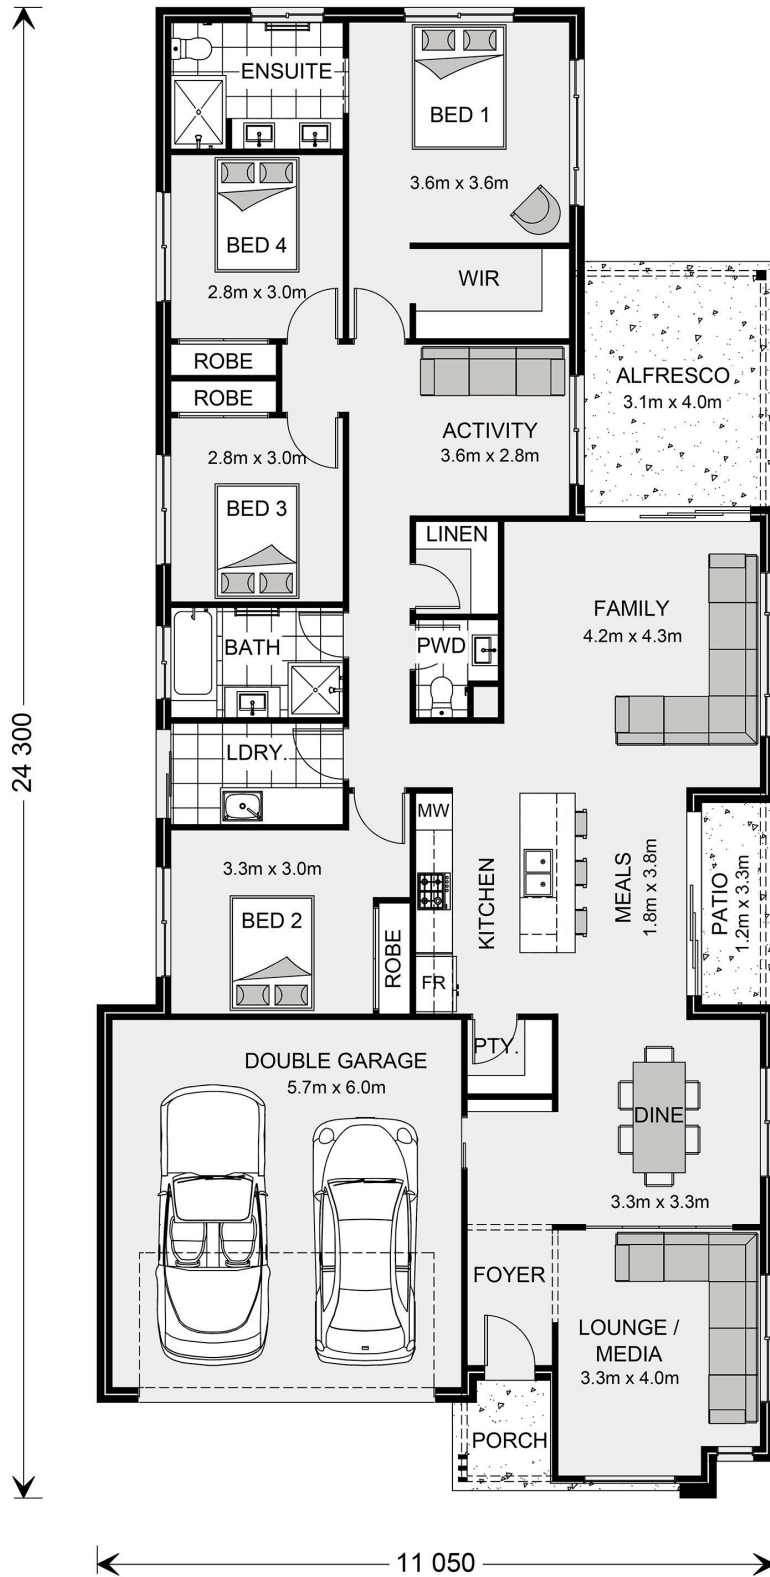 ENSUITE
BED 1
3.6m x 3.6m
BED 4
2.8m x 3.0m
WIR
ROBE
ROBE
ALFRESCO
3.1m x 4.0m
ACTIVITY
3.6m x 2.8m
2.8m x 3.0m
BED 3
LINEN
FAMILY
4.2m x 4.3m
BATH
PWD
LDRY.
24 300
MW
3.3m x 3.0m
BED 2
ROBE
KITCHEN
FR
MEALS
1.8m x 3.8m
PATIO
1.2m x 3.3m
PTY.
DOUBLE GARAGE
5.7m x 6.0m
DINE
3.3m x 3.3m
FOYER
LOUNGE /
MEDIA
3.3m x 4.0m
PORCH
11 050